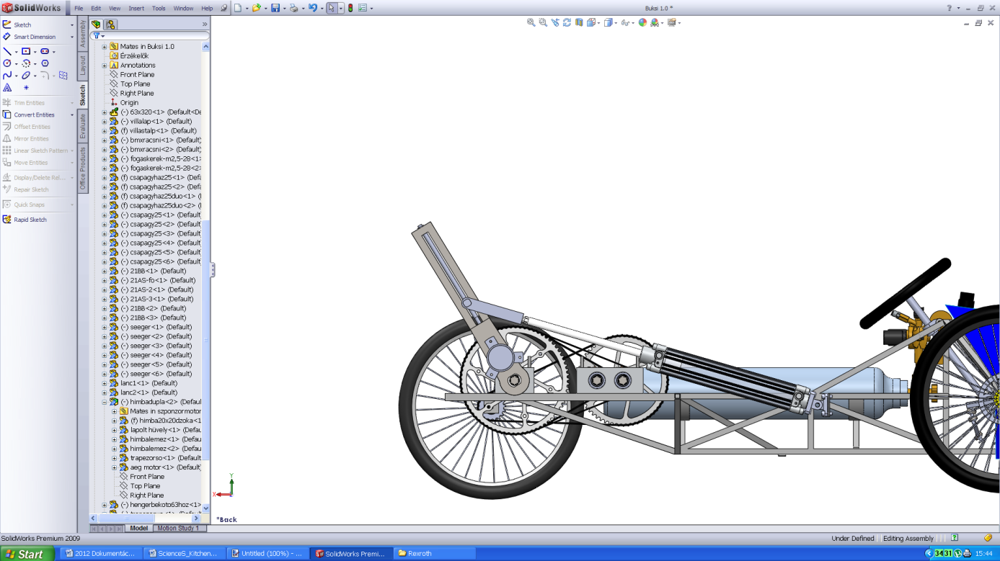 SolidWorks File Edit View Insert Tools Window Help Buksi 1.0 *
Sketch
Smart Dimension
Trim Entities
Convert Entities
Offset Entities
Mirror Entities
Linear Sketch Pattern
Move Entities
Display/Delete Rel...
Repair Sketch
Quick Snaps
Rapid Sketch
Assembly
Layout
Sketch
Evaluate
Office Products
Mates in Buksi 1.0
Érzékelők
Annotations
Front Plane
Top Plane
Right Plane
Origin
(-) 63x320<1> (Default<De
(-) villalap<1> (Default)
(f) villastalp<1> (Default)
(-) bmxracsni<1> (Default)
(-) bmxracsni<2> (Default)
(-) fogaskerek-m2,5-28<1>
(-) fogaskerek-m2,5-28<2>
(f) csapagyhaz25<1> (Defa
(f) csapagyhaz25<2> (Defa
(f) csapagyhaz25duo<1> (
(f) csapagyhaz25duo<2> (
(-) csapagy25<1> (Default)
(-) csapagy25<2> (Default)
(-) csapagy25<3> (Default)
(-) csapagy25<4> (Default)
(-) csapagy25<5> (Default)
(-) csapagy25<6> (Default)
(-) 21BB<1> (Default)
(-) 21AS-fo<1> (Default)
(-) 21AS-2<1> (Default)
(-) 21AS-3<1> (Default)
(-) 21BB<2> (Default)
(-) 21BB<3> (Default)
(-) seeger<1> (Default)
(-) seeger<2> (Default)
(-) seeger<3> (Default)
(-) seeger<4> (Default)
(-) seeger<5> (Default)
(-) seeger<6> (Default)
lanc1<1> (Default)
lanc2<1> (Default)
(-) himbadupla<2> (Defaul
Mates in szponzormotor
(f) himba20x20dzoka<1
lapolt hüvely<1> (Defau
himbalemez<1> (Defau
himbalemez<2> (Defau
trapezorso<1> (Default
aeg motor<1> (Default)
Front Plane
Top Plane
Right Plane
(-) hengerbekoto63hoz<1>
Y
X
*Back
Model Motion Study 1
SolidWorks Premium 2009 Under Defined Editing Assembly
Start 2012 Dokumentác... ScienceS_Kitchen... Untitled (100%) - ... SolidWorks Premi... Rexroth 34 31 15:44